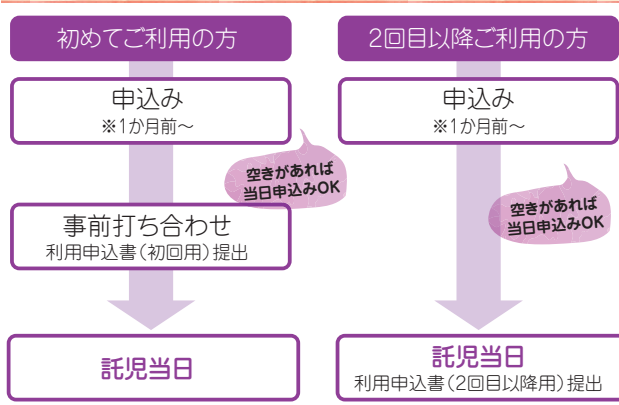 初めてご利用の方
申込み
※1か月前～
空きがあれば
当日申込みOK
事前打ち合わせ
利用申込書(初回用)提出
託児当日
2回目以降ご利用の方
申込み
※1か月前～
空きがあれば
当日申込みOK
託児当日
利用申込書(2回目以降用)提出